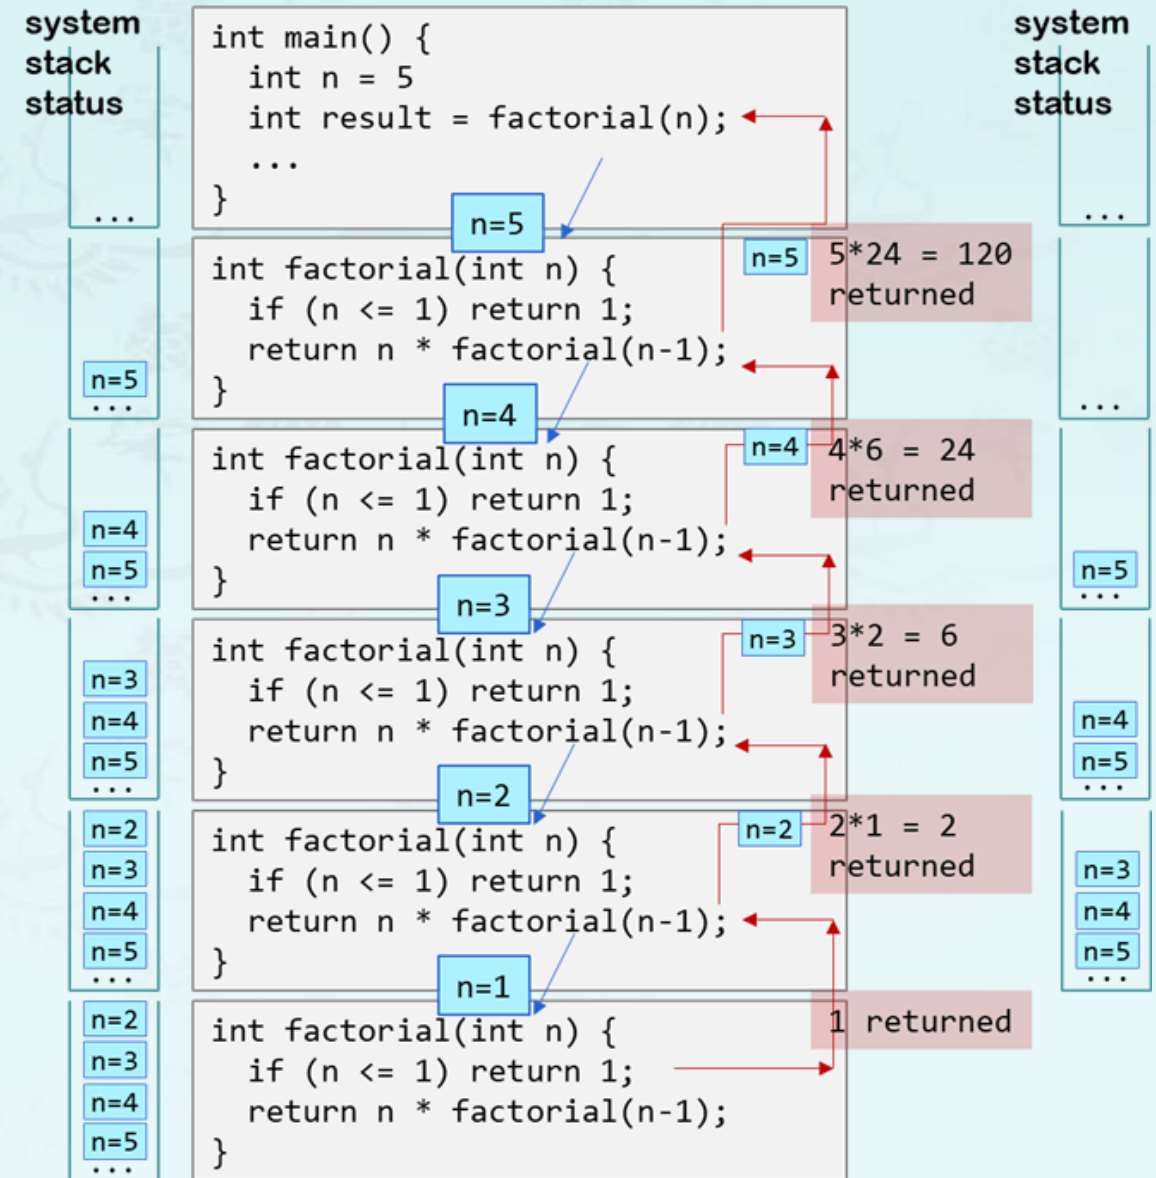 system
stack
status
...
int main() {
int n = 5
int result = factorial(n);
...
}
system
stack
status
...
n=5
int factorial(int n) {
if (n <= 1) return 1;
return n * factorial(n-1);
}
n=5
...
n=5
5*24 = 120
returned
...
n=4
int factorial(int n) {
if (n <= 1) return 1;
return n * factorial(n-1);
}
n=4
n=5
...
n=4
4*6 = 24
returned
n=5
...
n=3
int factorial(int n) {
if (n <= 1) return 1;
return n * factorial(n-1);
}
n=3
n=4
n=5
...
n=3
3*2 = 6
returned
n=4
n=5
...
n=2
int factorial(int n) {
if (n <= 1) return 1;
return n * factorial(n-1);
}
n=2
n=3
n=4
n=5
...
n=2
2*1 = 2
returned
n=3
n=4
n=5
...
n=1
int factorial(int n) {
if (n <= 1) return 1;
return n * factorial(n-1);
}
n=2
n=3
n=4
n=5
...
1 returned